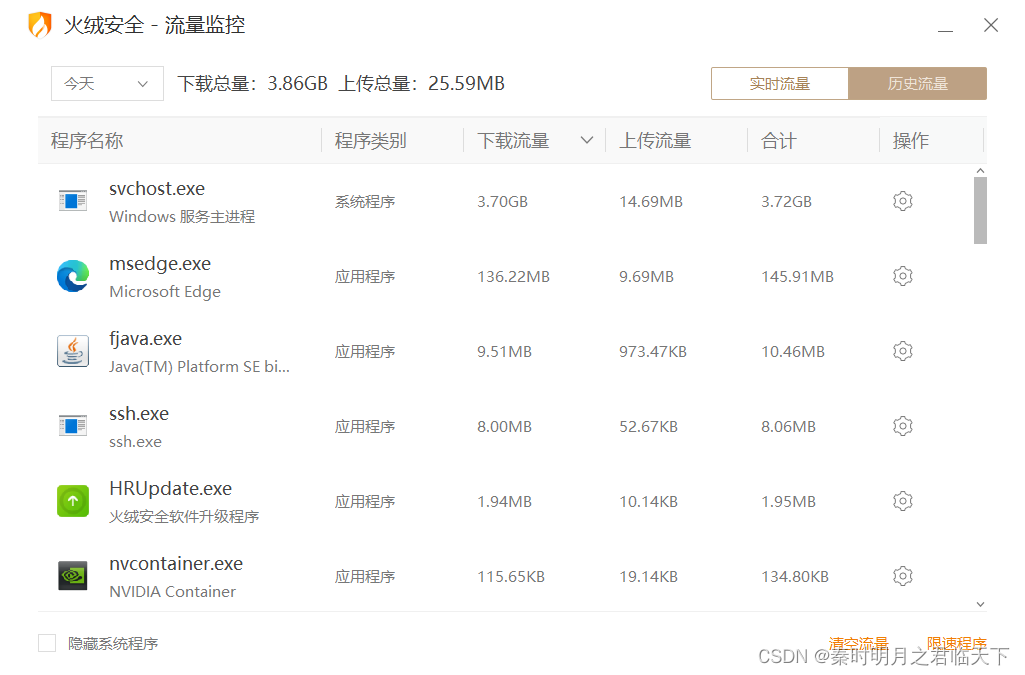 火绒安全 - 流量监控
今天 下载总量：3.86GB 上传总量：25.59MB 实时流量 历史流量
程序名称 程序类别 下载流量 上传流量 合计 操作
svchost.exe
Windows 服务主进程 系统程序 3.70GB 14.69MB 3.72GB
msedge.exe
Microsoft Edge 应用程序 136.22MB 9.69MB 145.91MB
fjava.exe
Java(TM) Platform SE bi... 应用程序 9.51MB 973.47KB 10.46MB
ssh.exe
ssh.exe 应用程序 8.00MB 52.67KB 8.06MB
HRUpdate.exe
火绒安全软件升级程序 应用程序 1.94MB 10.14KB 1.95MB
nvcontainer.exe
NVIDIA Container 应用程序 115.65KB 19.14KB 134.80KB
隐藏系统程序 清空流量 限速程序
CSDN @秦时明月之君临天下